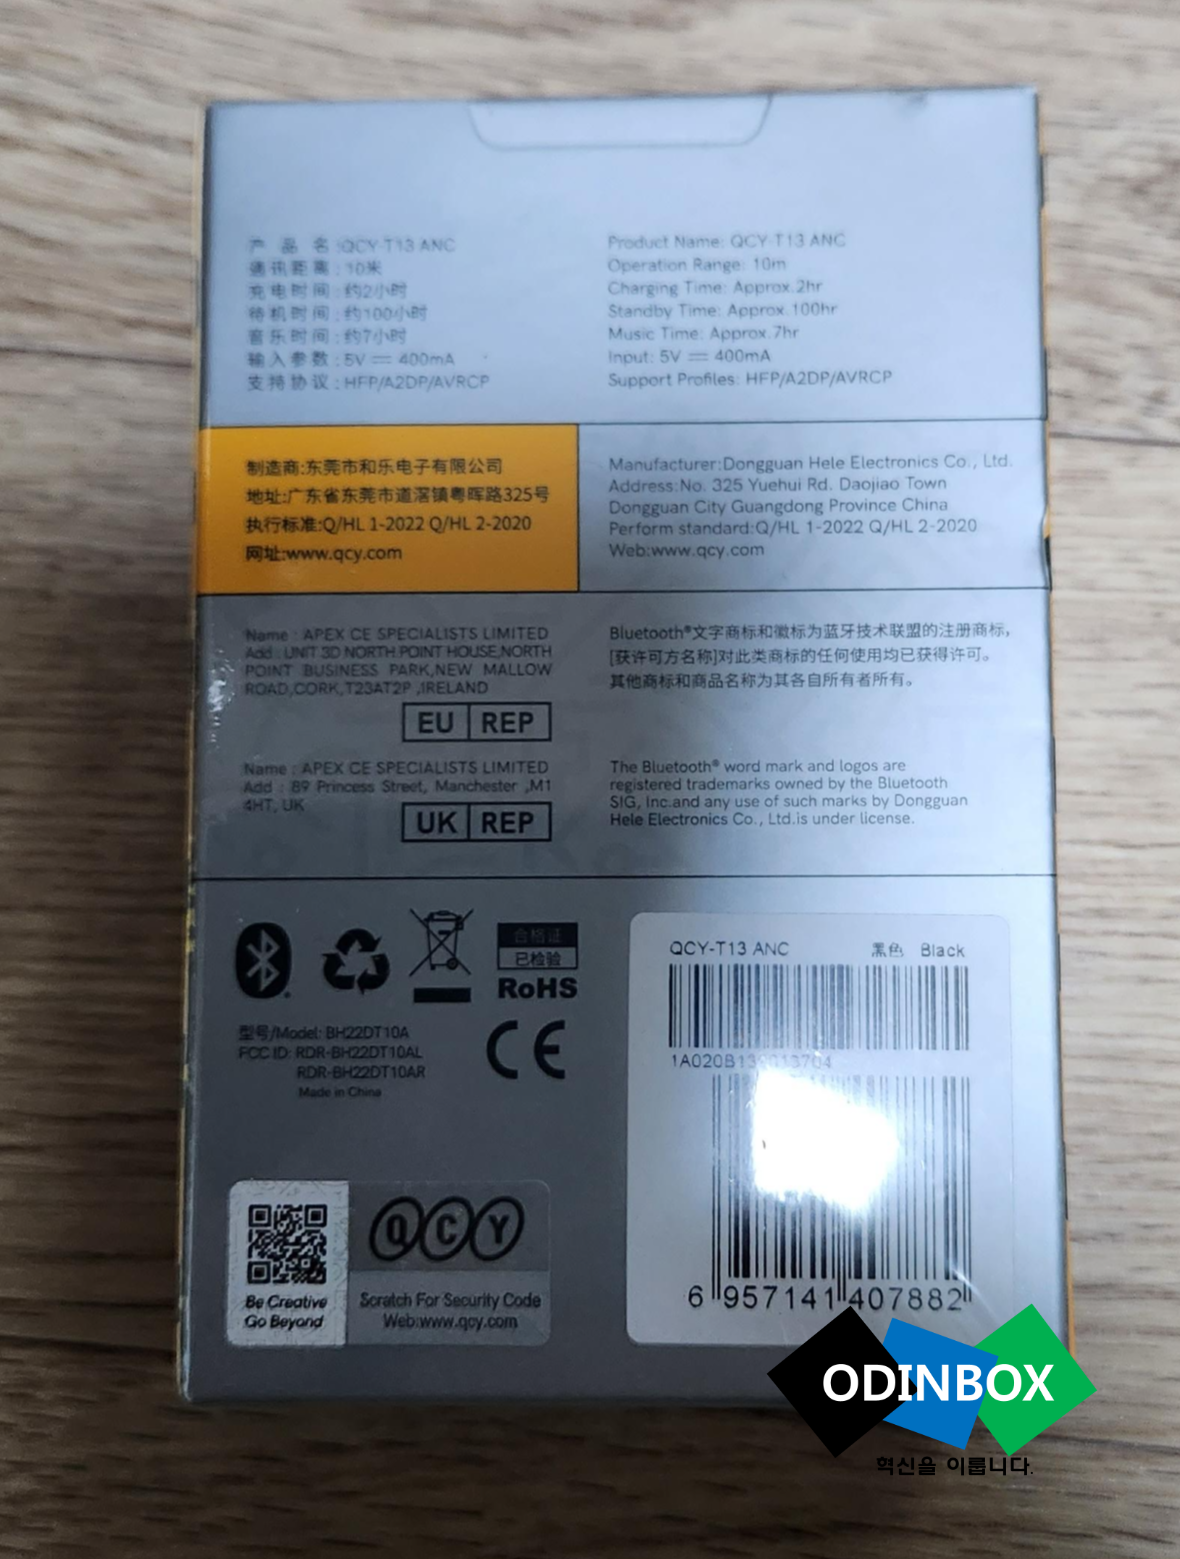 产品名:QCY-T13 ANC
通讯距离:10米
充电时间:约2小时
待机时间:约100小时
音乐时间:约7小时
输入参数:5V ⎓ 400mA
支持协议:HFP/A2DP/AVRCP
Product Name: QCY-T13 ANC
Operation Range: 10m
Charging Time: Approx.2hr
Standby Time: Approx.100hr
Music Time: Approx.7hr
Input: 5V ⎓ 400mA
Support Profiles: HFP/A2DP/AVRCP
制造商:东莞市和乐电子有限公司
地址:广东省东莞市道滘镇粤晖路325号
执行标准:Q/HL 1-2022 Q/HL 2-2020
网址:www.qcy.com
Manufacturer:Dongguan Hele Electronics Co., Ltd.
Address:No. 325 Yuehui Rd. Daojiao Town
Dongguan City Guangdong Province China
Perform standard:Q/HL 1-2022 Q/HL 2-2020
Web:www.qcy.com
Name : APEX CE SPECIALISTS LIMITED
Add : UNIT 3D NORTH POINT HOUSE,NORTH
POINT BUSINESS PARK,NEW MALLOW
ROAD,CORK,T23AT2P ,IRELAND
EU REP
Name : APEX CE SPECIALISTS LIMITED
Add : 89 Princess Street, Manchester ,M1
4HT, UK
UK REP
Bluetooth®文字商标和徽标为蓝牙技术联盟的注册商标，
[获许可方名称]对此类商标的任何使用均已获得许可。
其他商标和商品名称为其各自所有者所有。
The Bluetooth® word mark and logos are
registered trademarks owned by the Bluetooth
SIG, Inc.and any use of such marks by Dongguan
Hele Electronics Co., Ltd.is under license.
合格证
已检验
RoHS
型号/Model: BH22DT10A
FCC ID: RDR-BH22DT10AL
RDR-BH22DT10AR
Made in China
CE
QCY-T13 ANC 黑色 Black
6 957141 407882
Be Creative
Go Beyond
QCY
Scratch For Security Code
Web:www.qcy.com
ODINBOX
혁신을 이룹니다.